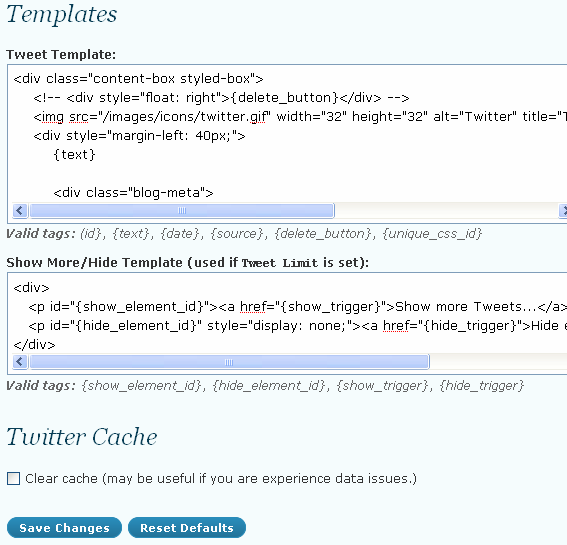 Templates
Tweet Template:
<div class="content-box styled-box">
<!-- <div style="float: right">{delete_button}</div> -->
<img src="/images/icons/twitter.gif" width="32" height="32" alt="Twitter" title="T
<div style="margin-left: 40px;">
{text}
<div class="blog-meta">
Valid tags: (id}, {text}, {date}, {source}, {delete_button}, {unique_css_id}
Show More/Hide Template (used if Tweet Limit is set):
<div>
<p id="{show_element_id}"><a href="{show_trigger}">Show more Tweets...</a>
<p id="{hide_element_id}" style="display: none;"><a href="{hide_trigger}">Hide e
</div>
Valid tags: {show_element_id}, {hide_element_id}, {show_trigger}, {hide_trigger}
Twitter Cache
Clear cache (may be useful if you are experience data issues.)
Save Changes Reset Defaults